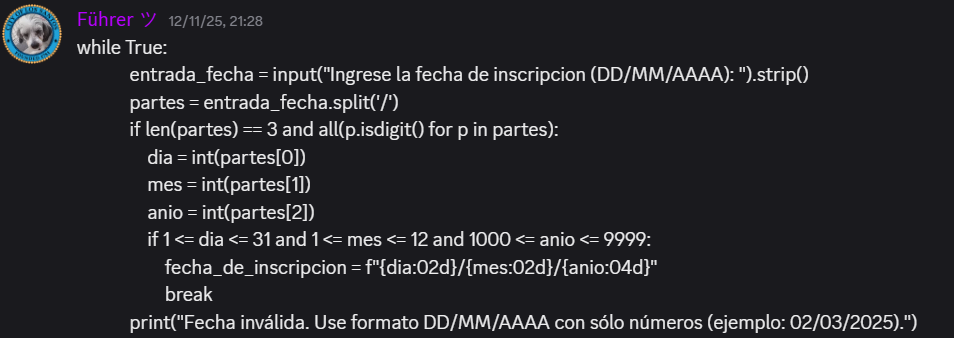 Führer ツ 12/11/25, 21:28
while True:
entrada_fecha = input("Ingrese la fecha de inscripcion (DD/MM/AAAA): ").strip()
partes = entrada_fecha.split('/')
if len(partes) == 3 and all(p.isdigit() for p in partes):
dia = int(partes[0])
mes = int(partes[1])
anio = int(partes[2])
if 1 <= dia <= 31 and 1 <= mes <= 12 and 1000 <= anio <= 9999:
fecha_de_inscripcion = f"{dia:02d}/{mes:02d}/{anio:04d}"
break
print("Fecha inválida. Use formato DD/MM/AAAA con sólo números (ejemplo: 02/03/2025).")